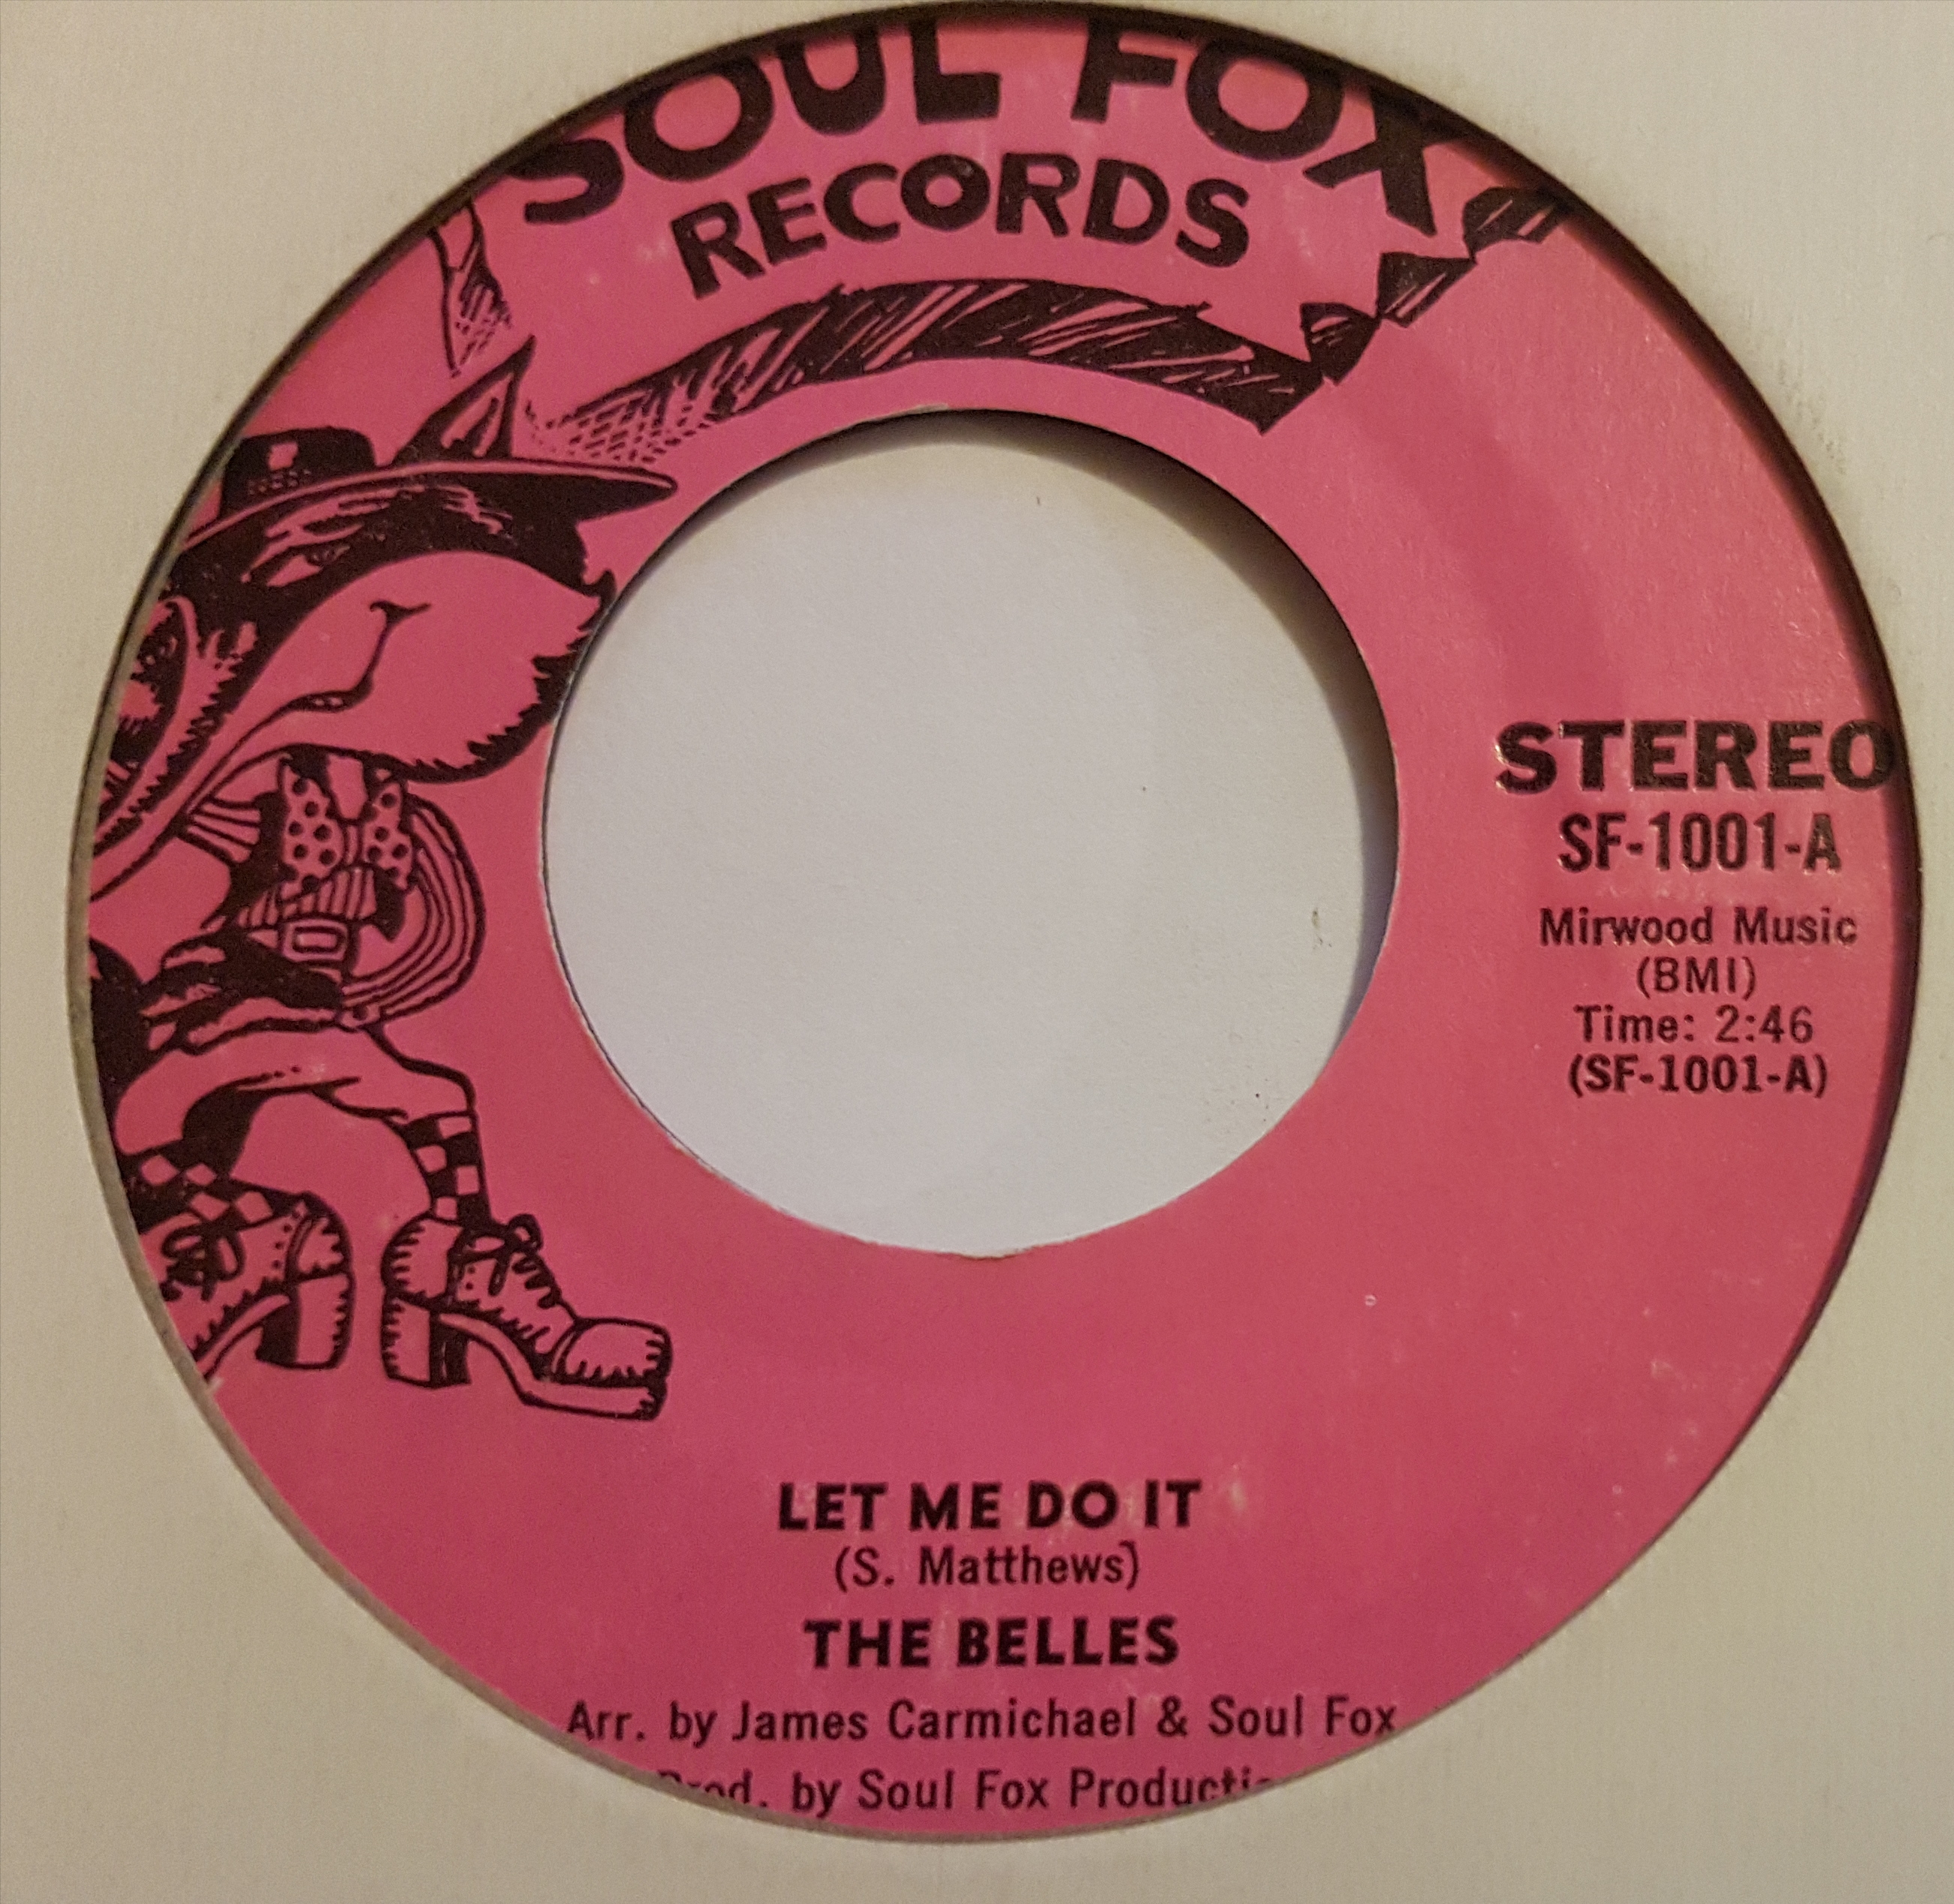 SOUL FOX
RECORDS
STEREO
SF-1001-A
Mirwood Music
(BMI)
Time: 2:46
(SF-1001-A)
LET ME DO IT
(S. Matthews)
THE BELLES
Arr. by James Carmichael & Soul Fox
Prod. by Soul Fox